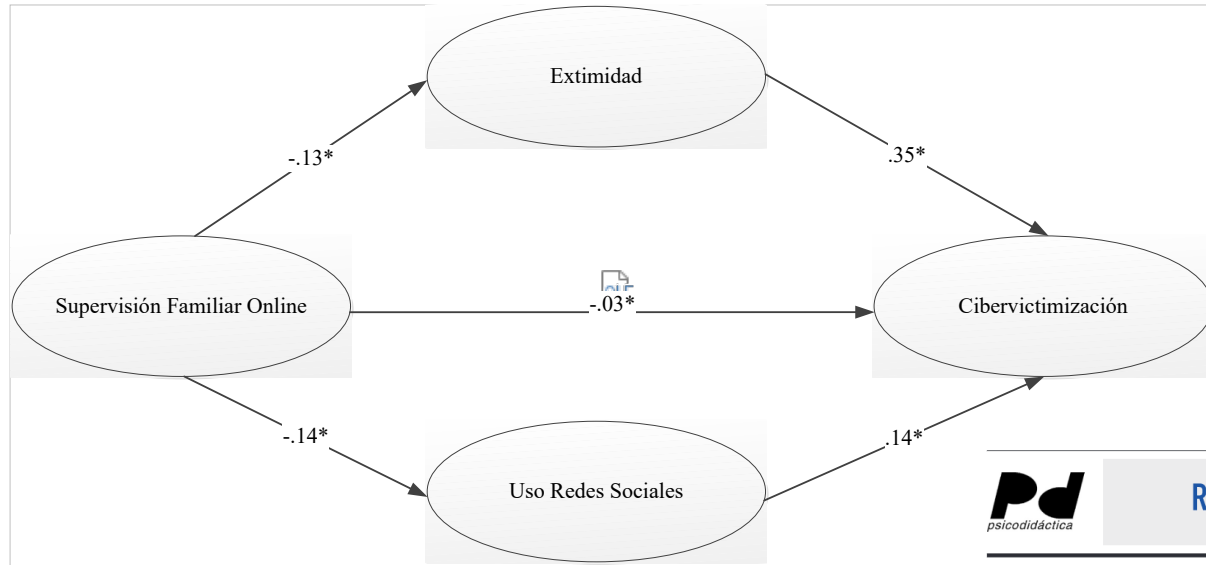 Extimidad
-.13*
.35*
Supervisión Familiar Online
-.03*
Cibervictimización
-.14*
.14*
Uso Redes Sociales
Pd
psicodidáctica
R